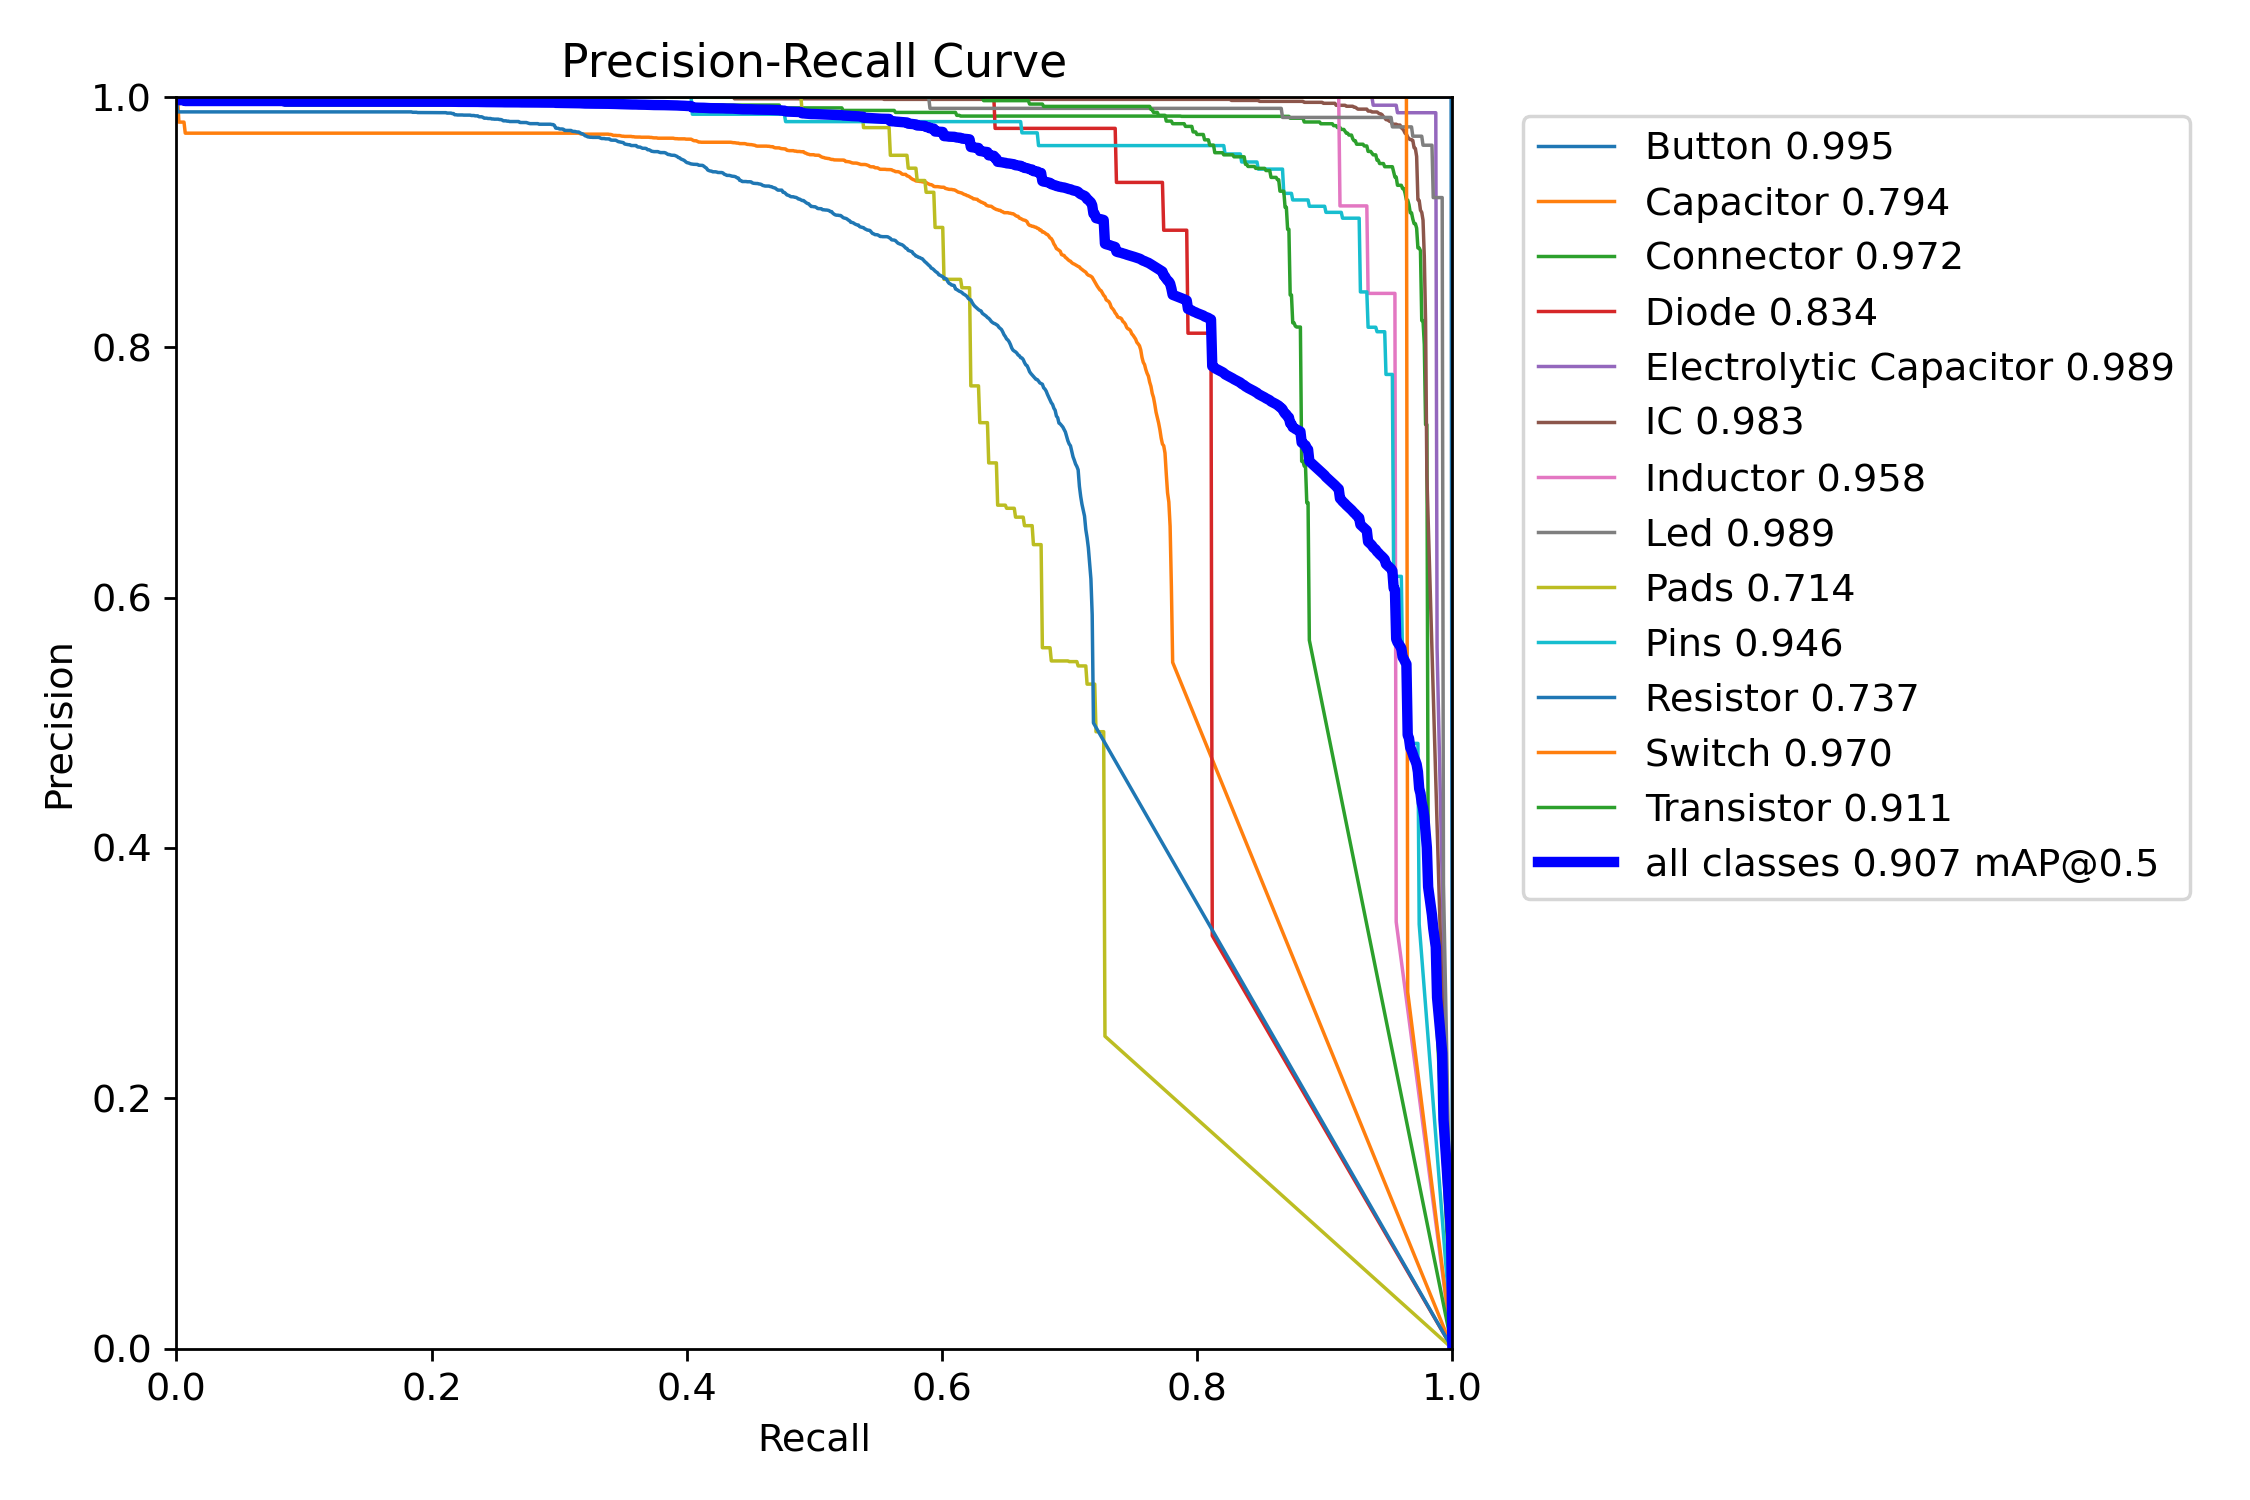 Precision-Recall Curve
1.0
0.8
0.6
0.4
0.2
0.0
Precision
0.0 0.2 0.4 0.6 0.8 1.0
Recall
Button 0.995
Capacitor 0.794
Connector 0.972
Diode 0.834
Electrolytic Capacitor 0.989
IC 0.983
Inductor 0.958
Led 0.989
Pads 0.714
Pins 0.946
Resistor 0.737
Switch 0.970
Transistor 0.911
all classes 0.907 mAP@0.5